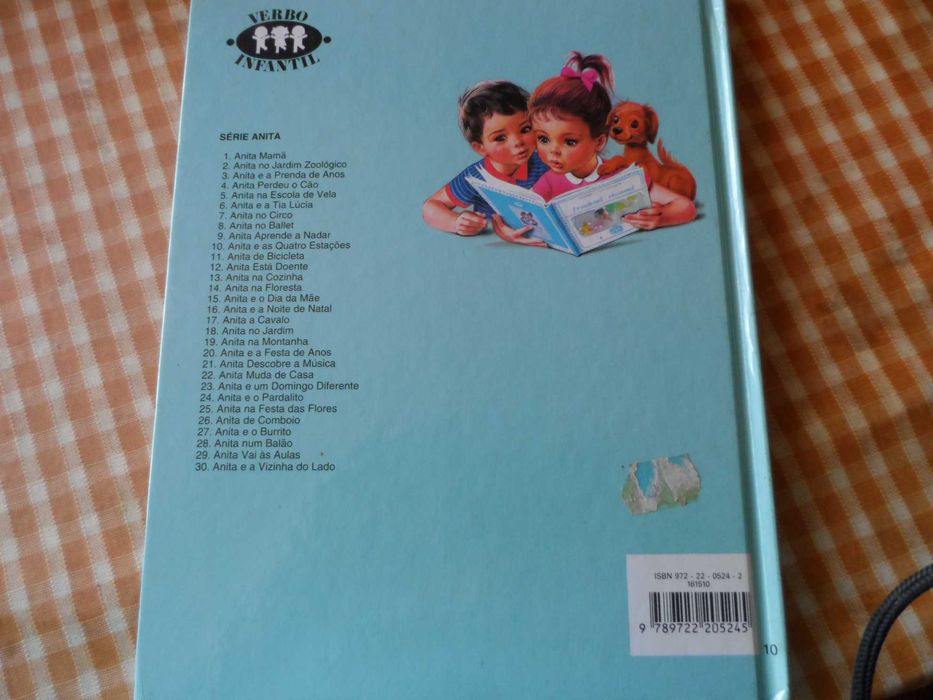 VERBO
INFANTIL
SÉRIE ANITA
1. Anita Mamã
2. Anita no Jardim Zoológico
3. Anita e a Prenda de Anos
4. Anita Perdeu o Cão
5. Anita na Escola de Vela
6. Anita e a Tia Lúcia
7. Anita no Circo
8. Anita no Ballet
9. Anita Aprende a Nadar
10. Anita e as Quatro Estações
11. Anita de Bicicleta
12. Anita Está Doente
13. Anita na Cozinha
14. Anita na Floresta
15. Anita e o Dia da Mãe
16. Anita e a Noite de Natal
17. Anita a Cavalo
18. Anita no Jardim
19. Anita na Montanha
20. Anita e a Festa de Anos
21. Anita Descobre a Música
22. Anita Muda de Casa
23. Anita e um Domingo Diferente
24. Anita e o Pardalito
25. Anita na Festa das Flores
26. Anita de Comboio
27. Anita e o Burrito
28. Anita num Balão
29. Anita Vai às Aulas
30. Anita e a Vizinha do Lado
ISBN 972 - 22 - 0524 - 2
161510
9 789722 205245
10